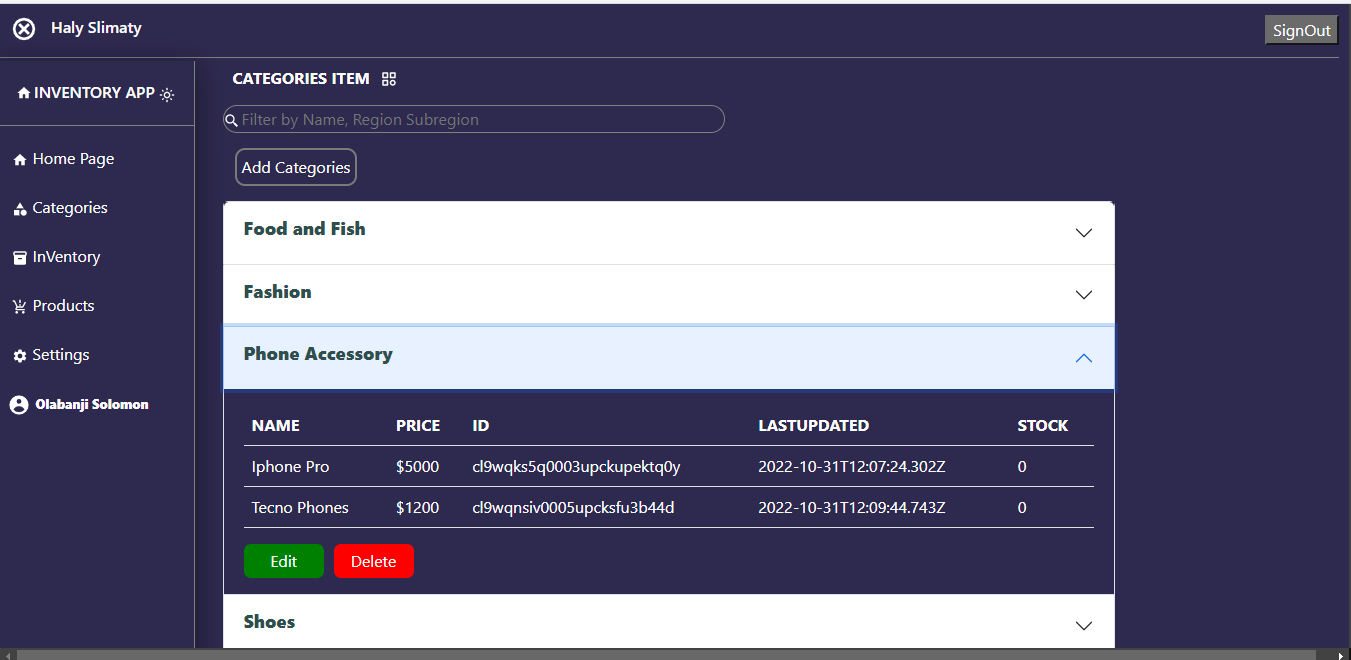 Haly Slimaty
SignOut
INVENTORY APP
Home Page
Categories
InVentory
Products
Settings
Olabanji Solomon
CATEGORIES ITEM
Filter by Name, Region Subregion
Add Categories
Food and Fish
Fashion
Phone Accessory
NAME PRICE ID LASTUPDATED STOCK
Iphone Pro $5000 cl9wqks5q0003upckupektq0y 2022-10-31T12:07:24.302Z 0
Tecno Phones $1200 cl9wqnsiv0005upcksfu3b44d 2022-10-31T12:09:44.743Z 0
Edit Delete
Shoes